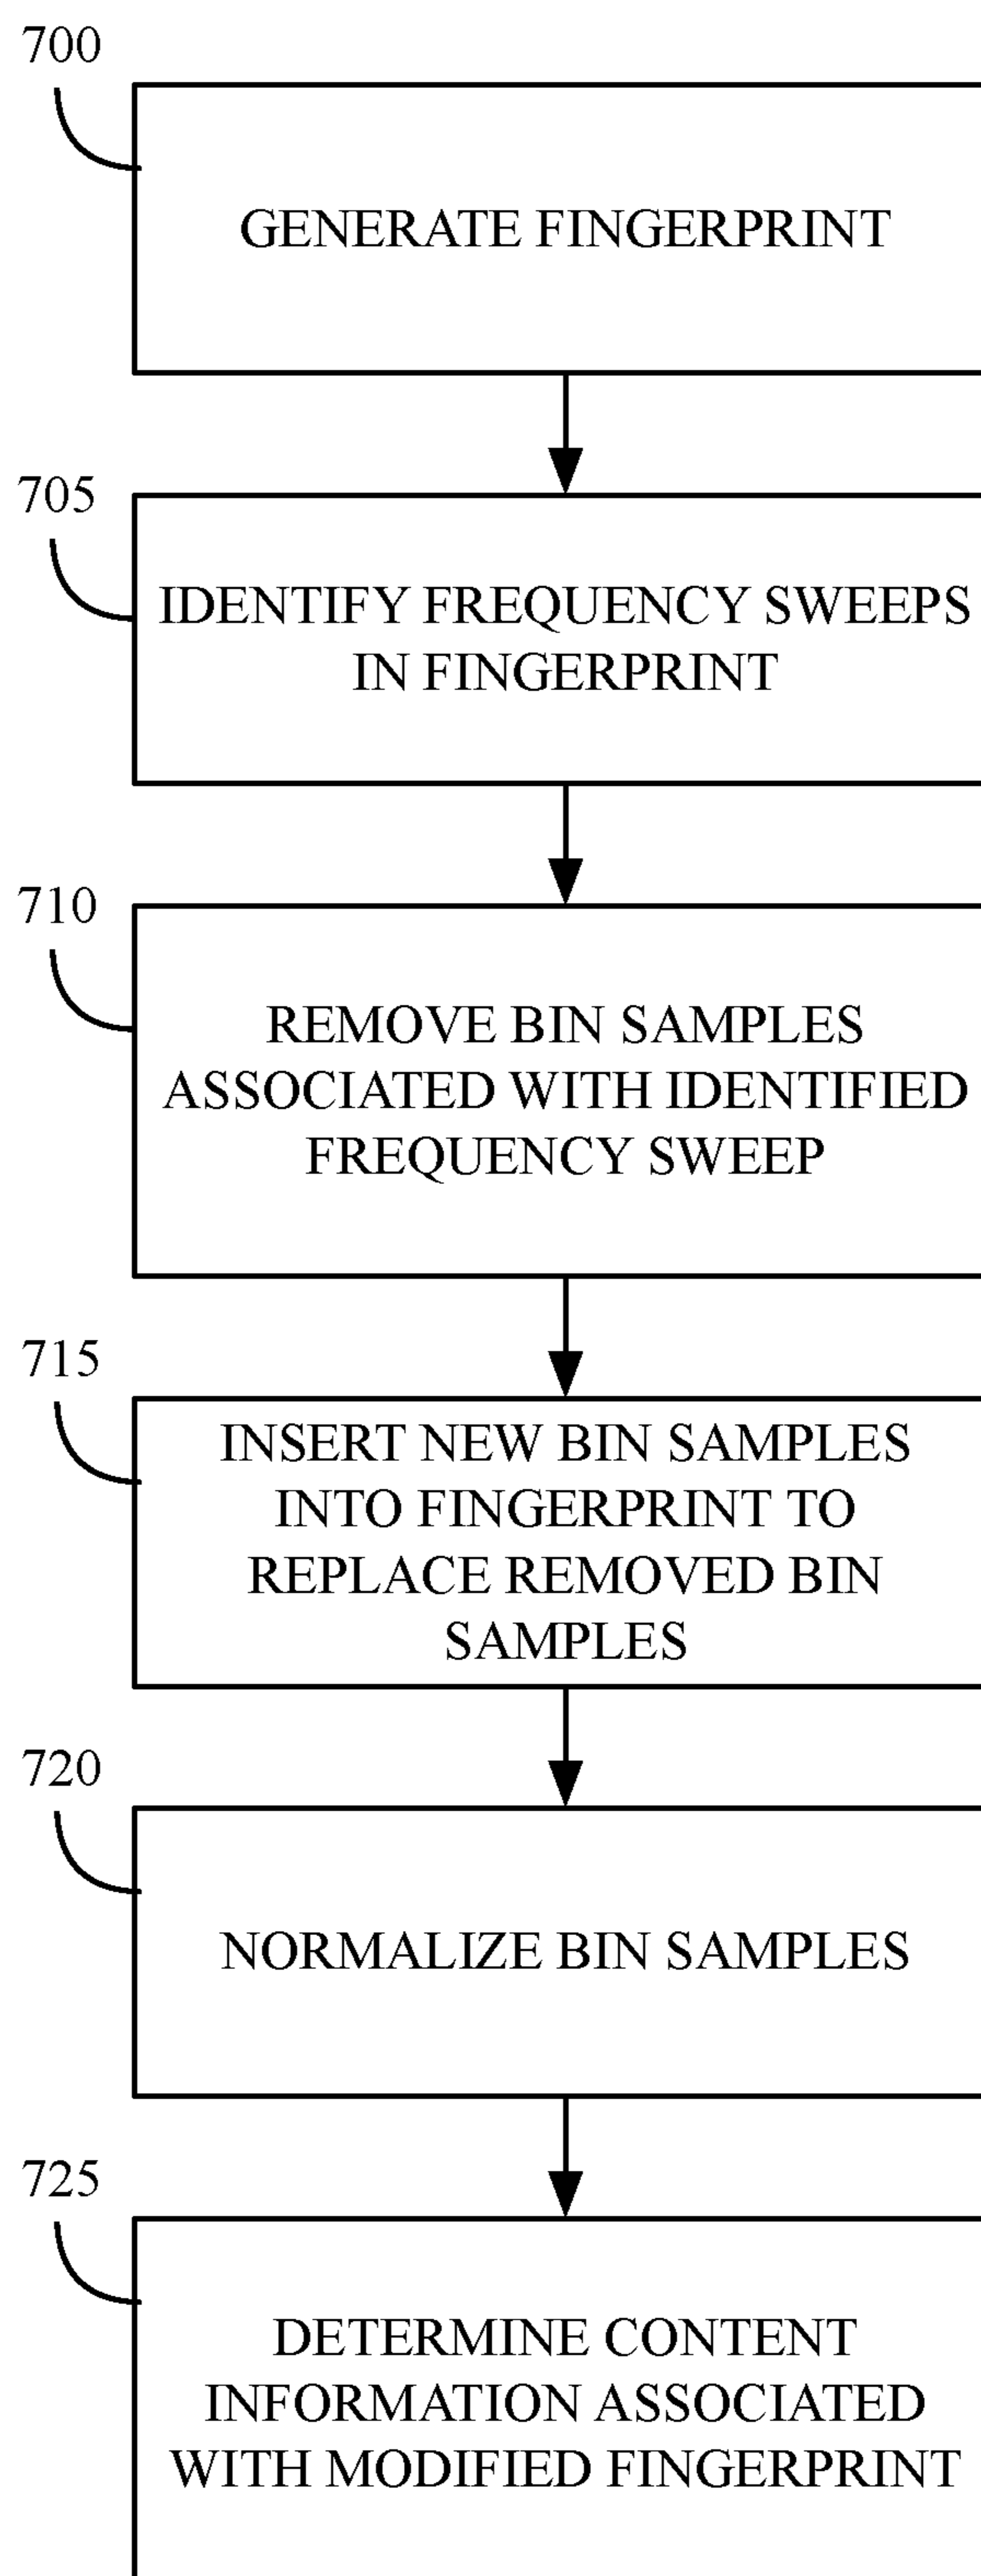 700
GENERATE FINGERPRINT
705
IDENTIFY FREQUENCY SWEEPS
IN FINGERPRINT
710
REMOVE BIN SAMPLES
ASSOCIATED WITH IDENTIFIED
FREQUENCY SWEEP
715
INSERT NEW BIN SAMPLES
INTO FINGERPRINT TO
REPLACE REMOVED BIN
SAMPLES
720
NORMALIZE BIN SAMPLES
725
DETERMINE CONTENT
INFORMATION ASSOCIATED
WITH MODIFIED FINGERPRINT